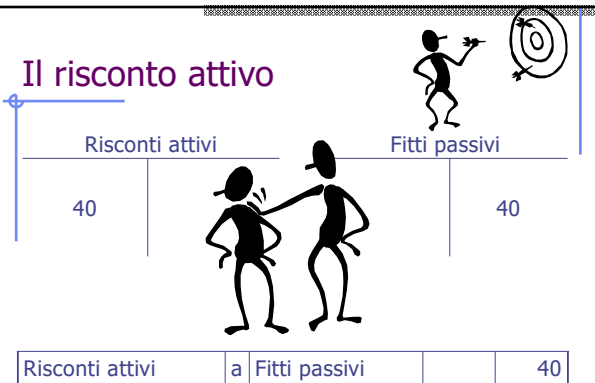 Il risconto attivo
Risconti attivi Fitti passivi
40 40
Risconti attivi a Fitti passivi 40